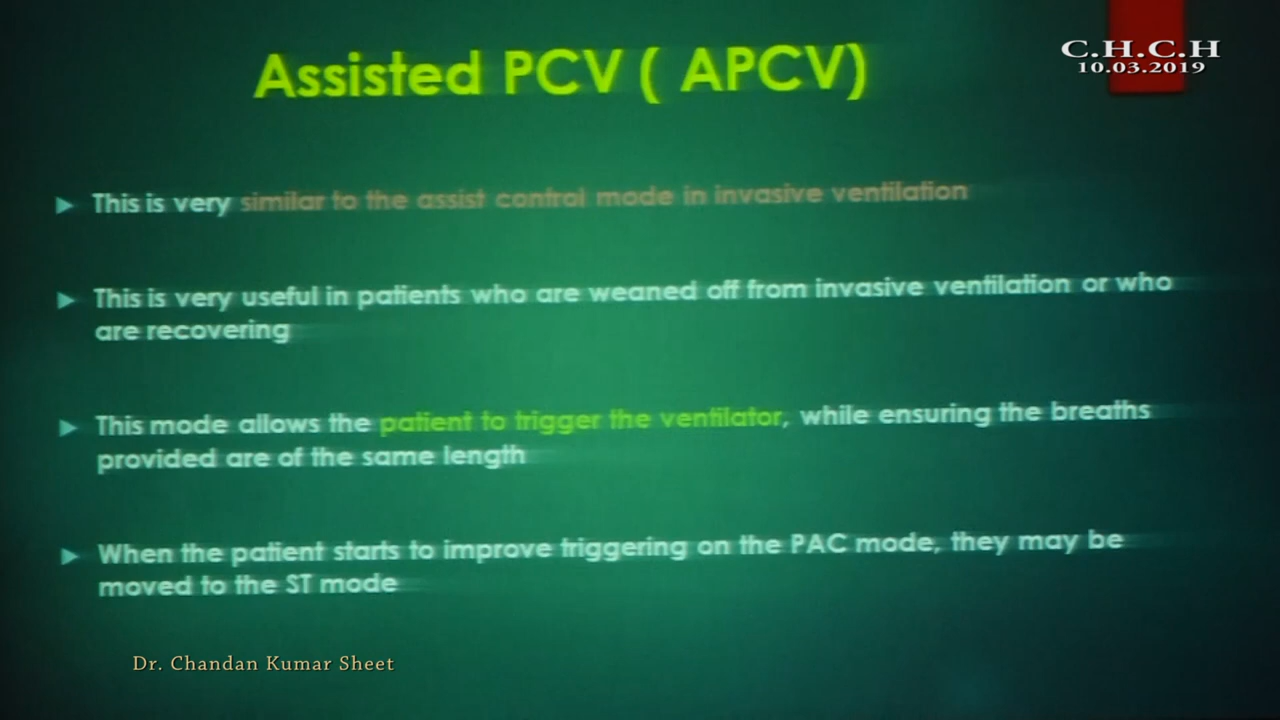 Assisted PCV ( APCV)
C.H.C.H
10.03.2019
This is very similar to the assist control mode in invasive ventilation
This is very useful in patients who are weaned off from invasive ventilation or who
are recovering
This mode allows the patient to trigger the ventilator, while ensuring the breaths
provided are of the same length
When the patient starts to improve triggering on the PAC mode, they may be
moved to the ST mode
Dr. Chandan Kumar Sheet